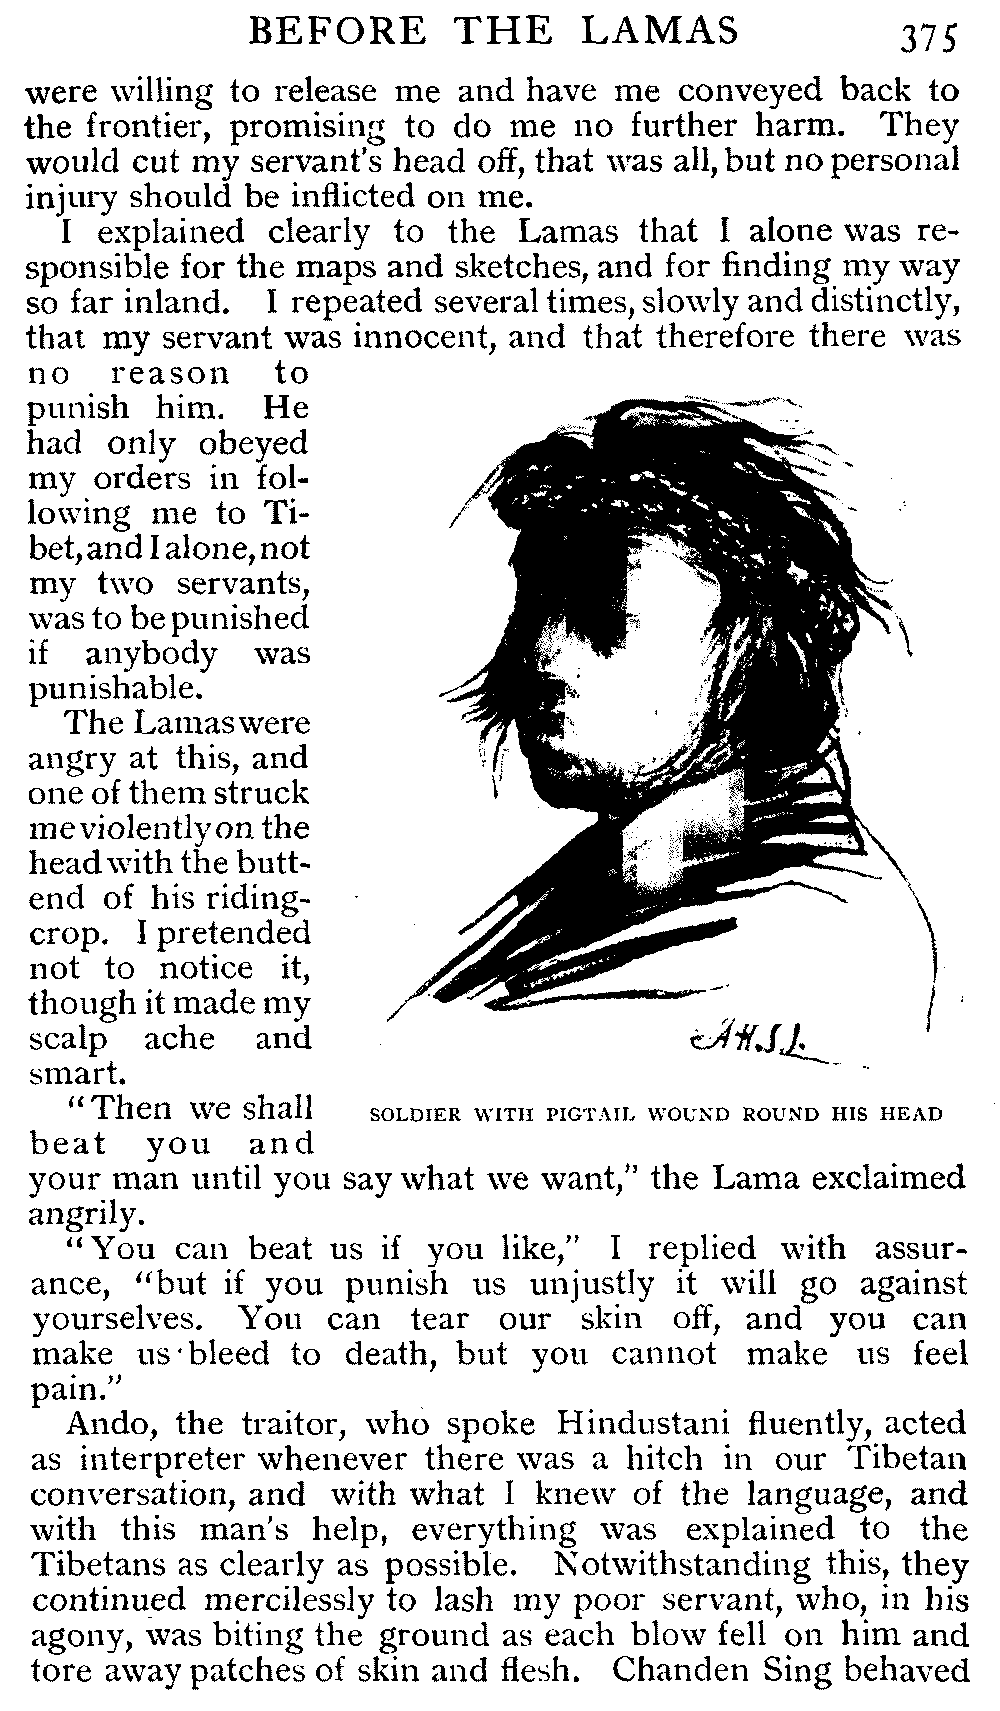 BEFORE THE LAMAS 375
were willing to release me and have me conveyed back to
the frontier, promising to do me no further harm. They
would cut my servant's head off, that was all, but no personal
injury should be inflicted on me.
I explained clearly to the Lamas that I alone was re-
sponsible for the maps and sketches, and for finding my way
so far inland. I repeated several times, slowly and distinctly,
that my servant was innocent, and that therefore there was
no reason to
punish him. He
had only obeyed
my orders in fol-
lowing me to Ti-
bet, and I alone, not
my two servants,
was to be punished
if anybody was
punishable.
The Lamas were
angry at this, and
one of them struck
me violently on the
head with the butt-
end of his riding-
crop. I pretended
not to notice it,
though it made my
scalp ache and
smart.
"Then we shall
beat you and
your man until you say what we want," the Lama exclaimed
angrily.
"You can beat us if you like," I replied with assur-
ance, "but if you punish us unjustly it will go against
yourselves. You can tear our skin off, and you can
make us bleed to death, but you cannot make us feel
pain."
Ando, the traitor, who spoke Hindustani fluently, acted
as interpreter whenever there was a hitch in our Tibetan
conversation, and with what I knew of the language, and
with this man's help, everything was explained to the
Tibetans as clearly as possible. Notwithstanding this, they
continued mercilessly to lash my poor servant, who, in his
agony, was biting the ground as each blow fell on him and
tore away patches of skin and flesh. Chanden Sing behaved
A.H.S.L.
SOLDIER WITH PIGTAIL WOUND ROUND HIS HEAD